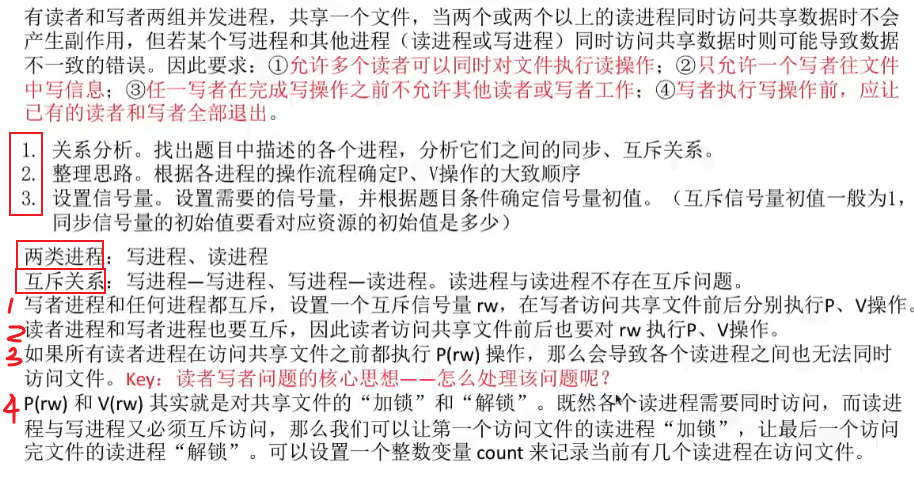 有读者和写者两组并发进程，共享一个文件，当两个或两个以上的读进程同时访问共享数据时不会
产生副作用，但若某个写进程和其他进程（读进程或写进程）同时访问共享数据时则可能导致数据
不一致的错误。因此要求：①允许多个读者可以同时对文件执行读操作；②只允许一个写者往文件
中写信息；③任一写者在完成写操作之前不允许其他读者或写者工作；④写者执行写操作前，应让
已有的读者和写者全部退出。
1. 关系分析。找出题目中描述的各个进程，分析它们之间的同步、互斥关系。
2. 整理思路。根据各进程的操作流程确定P、V操作的大致顺序
3. 设置信号量。设置需要的信号量，并根据题目条件确定信号量初值。（互斥信号量初值一般为1，
同步信号量的初始值要看对应资源的初始值是多少）
两类进程：写进程、读进程
互斥关系：写进程—写进程、写进程—读进程。读进程与读进程不存在互斥问题。
1 写者进程和任何进程都互斥，设置一个互斥信号量 rw，在写者访问共享文件前后分别执行P、V操作。
2 读者进程和写者进程也要互斥，因此读者访问共享文件前后也要对 rw 执行P、V操作。
3 如果所有读者进程在访问共享文件之前都执行 P(rw) 操作，那么会导致各个读进程之间也无法同时
访问文件。Key：读者写者问题的核心思想——怎么处理该问题呢？
4 P(rw) 和 V(rw) 其实就是对共享文件的“加锁”和“解锁”。既然各个读进程需要同时访问，而读进
程与写进程又必须互斥访问，那么我们可以让第一个访问文件的读进程“加锁”，让最后一个访问
完文件的读进程“解锁”。可以设置一个整数变量 count 来记录当前有几个读进程在访问文件。